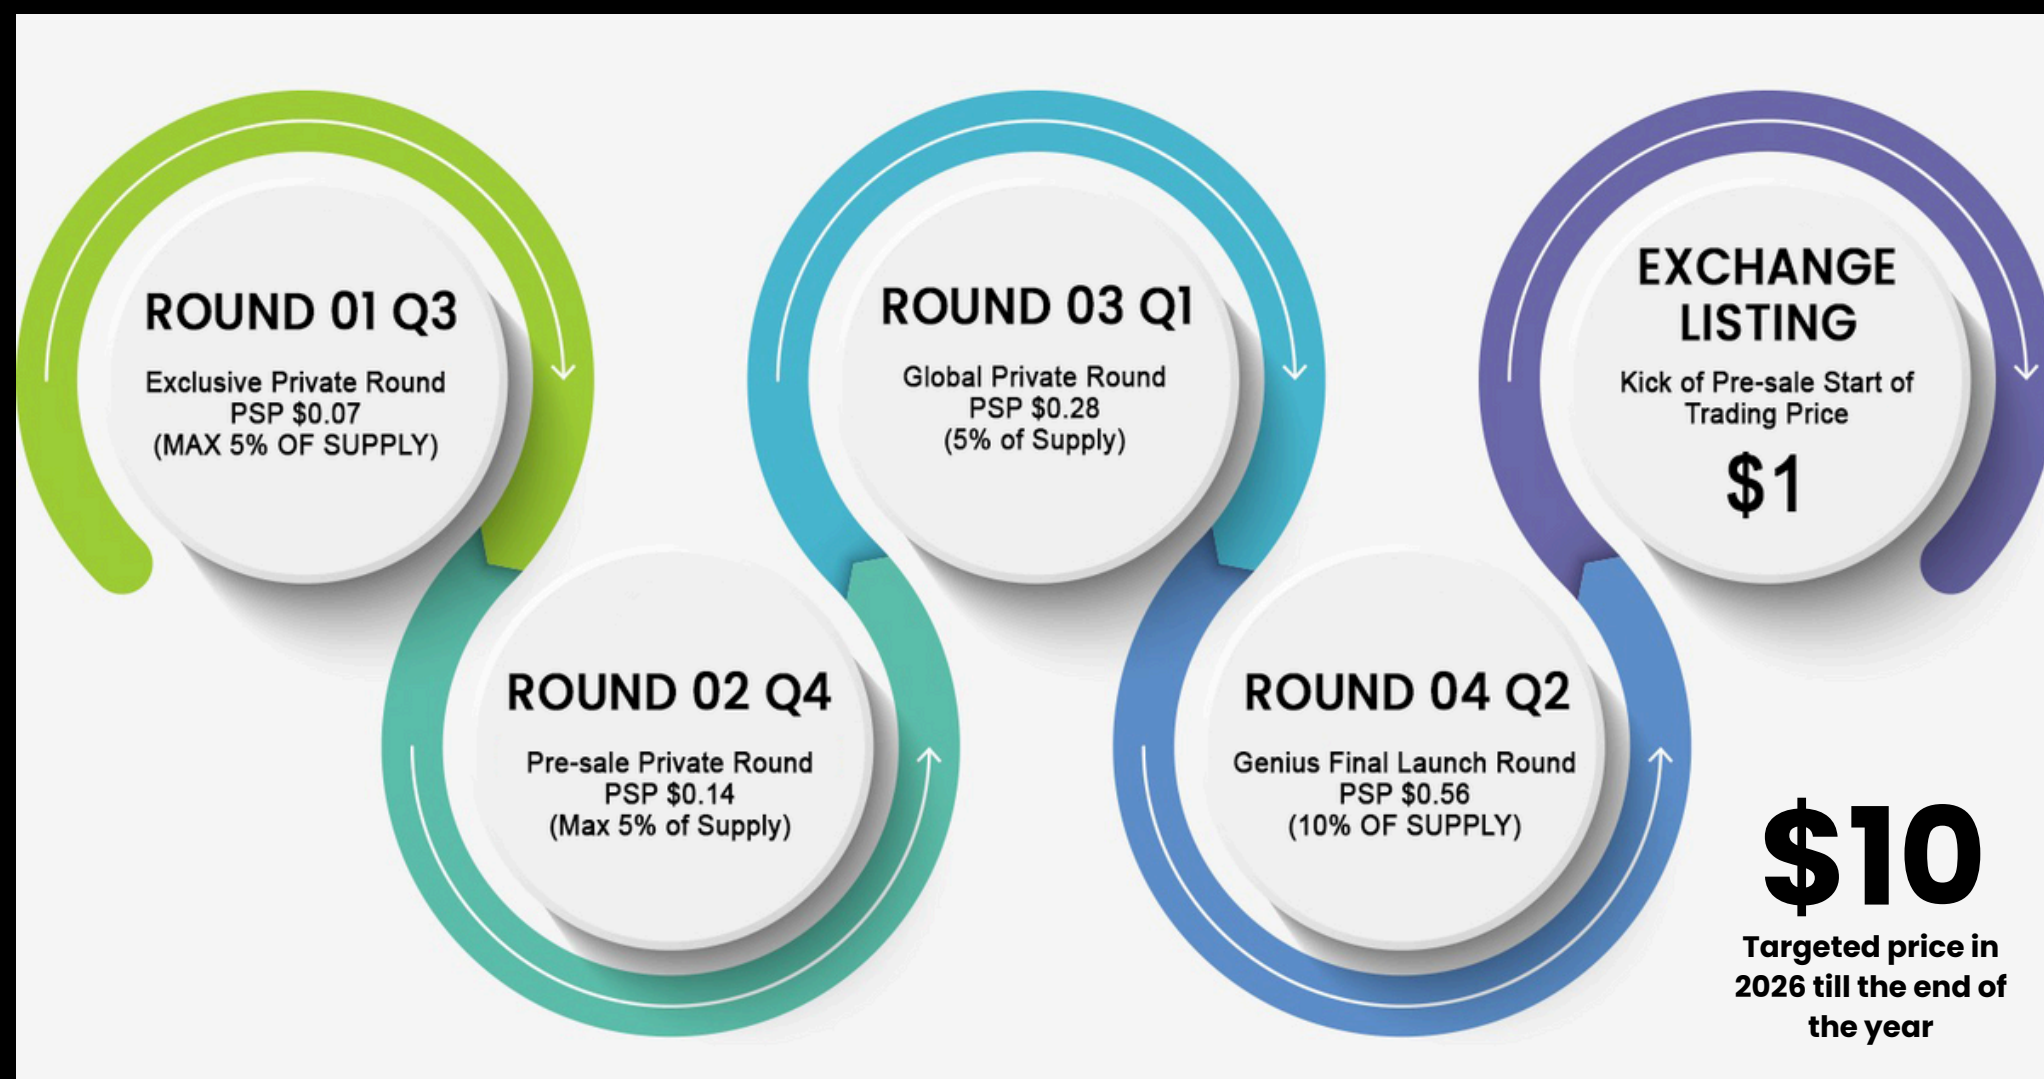 ROUND 01 Q3
Exclusive Private Round
PSP $0.07
(MAX 5% OF SUPPLY)
ROUND 02 Q4
Pre-sale Private Round
PSP $0.14
(Max 5% of Supply)
ROUND 03 Q1
Global Private Round
PSP $0.28
(5% of Supply)
ROUND 04 Q2
Genius Final Launch Round
PSP $0.56
(10% OF SUPPLY)
EXCHANGE
LISTING
Kick of Pre-sale Start of
Trading Price
$1
$10
Targeted price in
2026 till the end of
the year